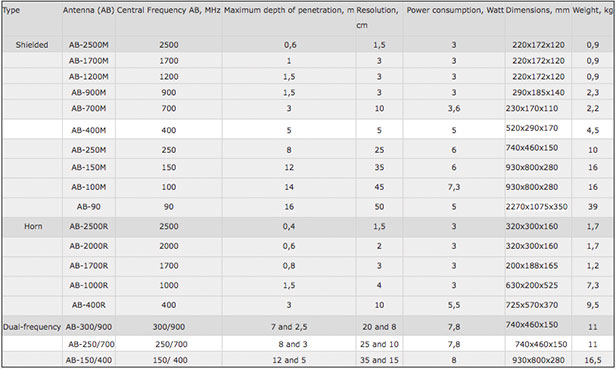 Type Antenna (AB) Central Frequency AB, MHz Maximum depth of penetration, m Resolution, cm Power consumption, Watt Dimensions, mm Weight, kg
Shielded AB-2500M 2500 0,6 1,5 3 220x172x120 0,9
AB-1700M 1700 1 3 3 220x172x120 0,9
AB-1200M 1200 1,5 3 3 220x172x120 0,9
AB-900M 900 1,5 3 3 290x185x140 2,3
AB-700M 700 3 10 3,6 230x170x110 2,2
AB-400M 400 5 5 5 520x290x170 4,5
AB-250M 250 8 25 6 740x460x150 10
AB-150M 150 12 35 6 930x800x280 16
AB-100M 100 14 45 7,3 930x800x280 16
AB-90 90 16 50 5 2270x1075x350 39
Horn AB-2500R 2500 0,4 1,5 3 320x300x160 1,7
AB-2000R 2000 0,6 2 3 320x300x160 1,7
AB-1700R 1700 0,8 3 3 200x188x165 1,2
AB-1000R 1000 1,5 4 3 630x200x525 7,3
AB-400R 400 3 10 5,5 725x570x370 9,5
Dual-frequency AB-300/900 300/900 7 and 2,5 20 and 8 7,8 740x460x150 11
AB-250/700 250/700 8 and 3 25 and 10 7,8 740x460x150 11
AB-150/400 150/ 400 12 and 5 35 and 15 8 930x800x280 16,5